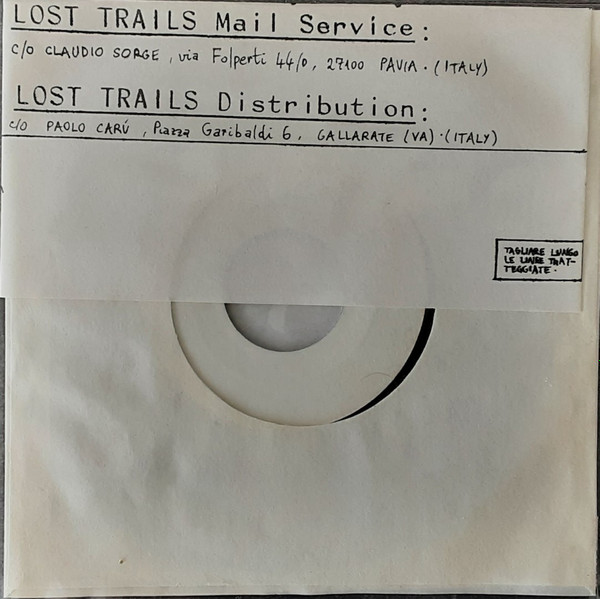 LOST TRAILS Mail Service:
c/o CLAUDIO SORGE, via Folperti 44/D, 27100 PAVIA. (ITALY)
LOST TRAILS Distribution:
c/o PAOLO CARÚ, Piazza Garibaldi 6, GALLARATE (VA)·(ITALY)
TAGLIARE LUNGO
LE LINEE TRAT-
TEGGIATE.